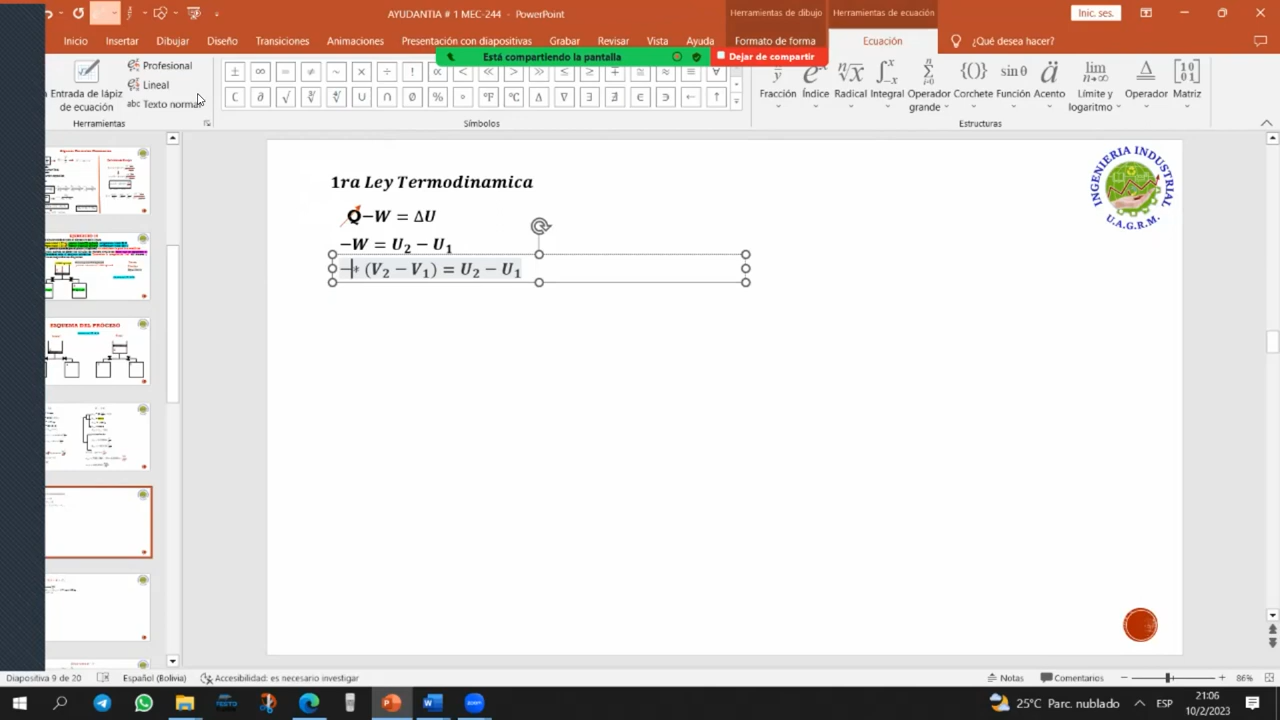 AYUDANTIA # 1 MEC-244 - PowerPoint
Herramientas de dibujo
Herramientas de ecuación
Inic. ses.
Inicio
Insertar
Dibujar
Diseño
Transiciones
Animaciones
Presentación con diapositivas
Grabar
Revisar
Vista
Ayuda
Formato de forma
Ecuación
¿Qué desea hacer?
Está compartiendo la pantalla
Dejar de compartir
Entrada de lápiz
de ecuación
Profesional
Lineal
abc Texto normal
Herramientas
± ∞ = ≠ ~ × ÷ ! ∝ < ≪ > ≫ ≤ ≥ ∓ ≅ ≈ ≡ ∀
∁ ∂ √ ∛ ∜ ∪ ∩ ∅ % ° °F °C ∆ ∇ ∃ ∄ ∈ ∋ ← ↑
Símbolos
Fracción
Índice
Radical
Integral
Operador
grande
Corchete
Función
Acento
Límite y
logaritmo
Operador
Matriz
Estructuras
1ra Ley Termodinamica
Q−W = ∆U
−W = U₂ − U₁
−* (V₂ − V₁) = U₂ − U₁
INGENIERIA INDUSTRIAL
U.A.G.R.M.
ESQUEMA DEL PROCESO
Diapositiva 9 de 20
Español (Bolivia)
Accesibilidad: es necesario investigar
Notas
Comentarios
86%
25°C Parc. nublado
ESP
21:06
10/2/2023